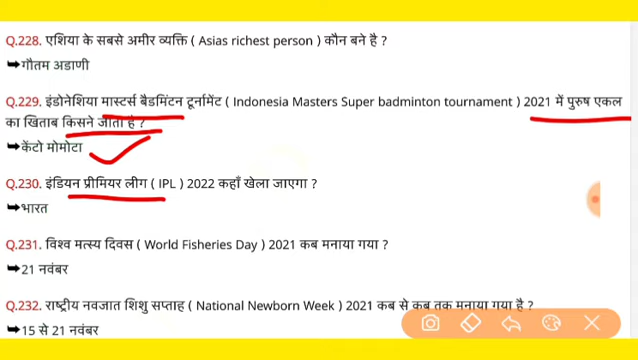 Q.228. एशिया के सबसे अमीर व्यक्ति ( Asias richest person ) कौन बने है ?
➡गौतम अडाणी
Q.229. इंडोनेशिया मास्टर्स बैडमिंटन टूर्नामेंट ( Indonesia Masters Super badminton tournament ) 2021 में पुरुष एकल
का खिताब किसने जीता है ?
➡केंटो मोमोटा
Q.230. इंडियन प्रीमियर लीग ( IPL ) 2022 कहाँ खेला जाएगा ?
➡भारत
Q.231. विश्व मत्स्य दिवस ( World Fisheries Day ) 2021 कब मनाया गया ?
➡21 नवंबर
Q.232. राष्ट्रीय नवजात शिशु सप्ताह ( National Newborn Week ) 2021 कब से कब तक मनाया गया है ?
➡15 से 21 नवंबर